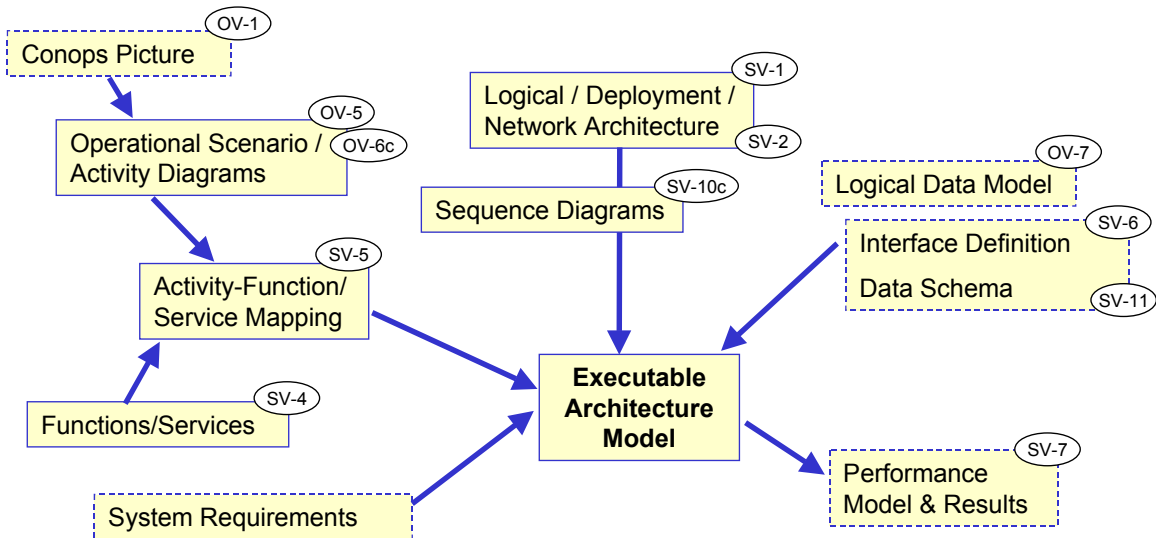 OV-1
Conops Picture
OV-5
OV-6c
Operational Scenario /
Activity Diagrams
SV-5
Activity-Function/
Service Mapping
SV-4
Functions/Services
System Requirements
SV-1
Logical / Deployment /
Network Architecture
SV-2
SV-10c
Sequence Diagrams
OV-7
Logical Data Model
SV-6
Interface Definition
Data Schema
SV-11
Executable
Architecture
Model
SV-7
Performance
Model & Results